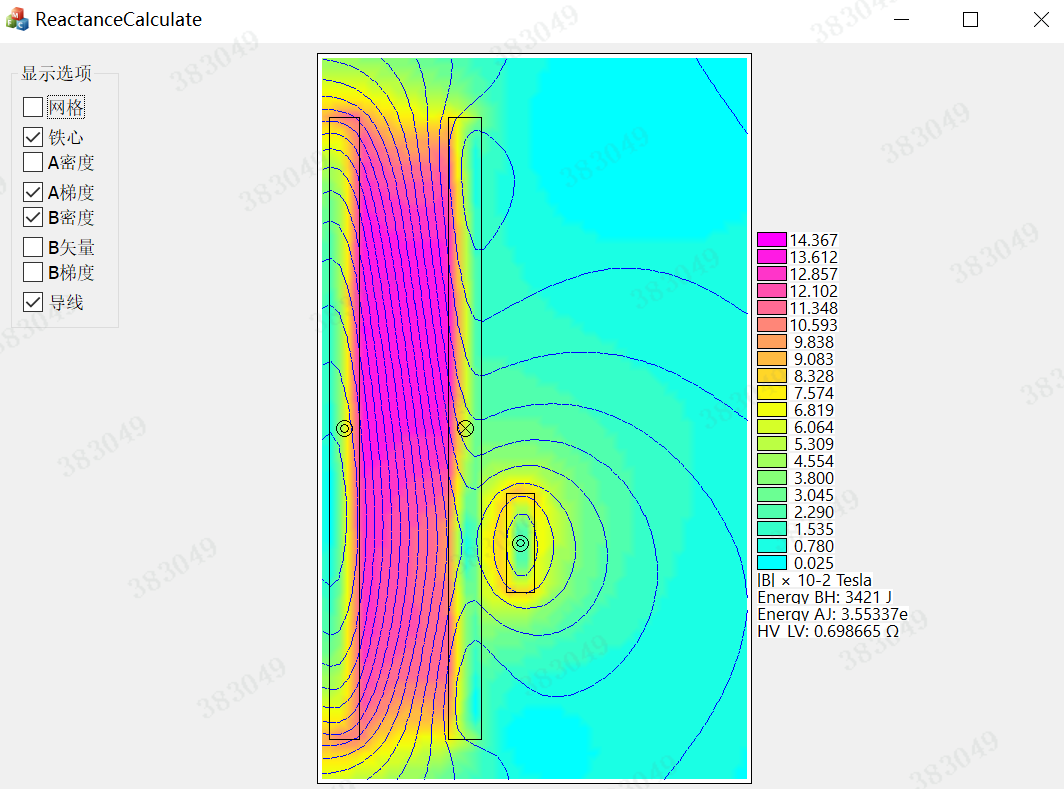 ReactanceCalculate
显示选项
网格
铁心
A密度
A梯度
B密度
B矢量
B梯度
导线
14.367
13.612
12.857
12.102
11.348
10.593
9.838
9.083
8.328
7.574
6.819
6.064
5.309
4.554
3.800
3.045
2.290
1.535
0.780
0.025
|B| × 10-2 Tesla
Energy BH: 3421 J
Energy AJ: 3.55337e
HV LV: 0.698665 Ω
383049